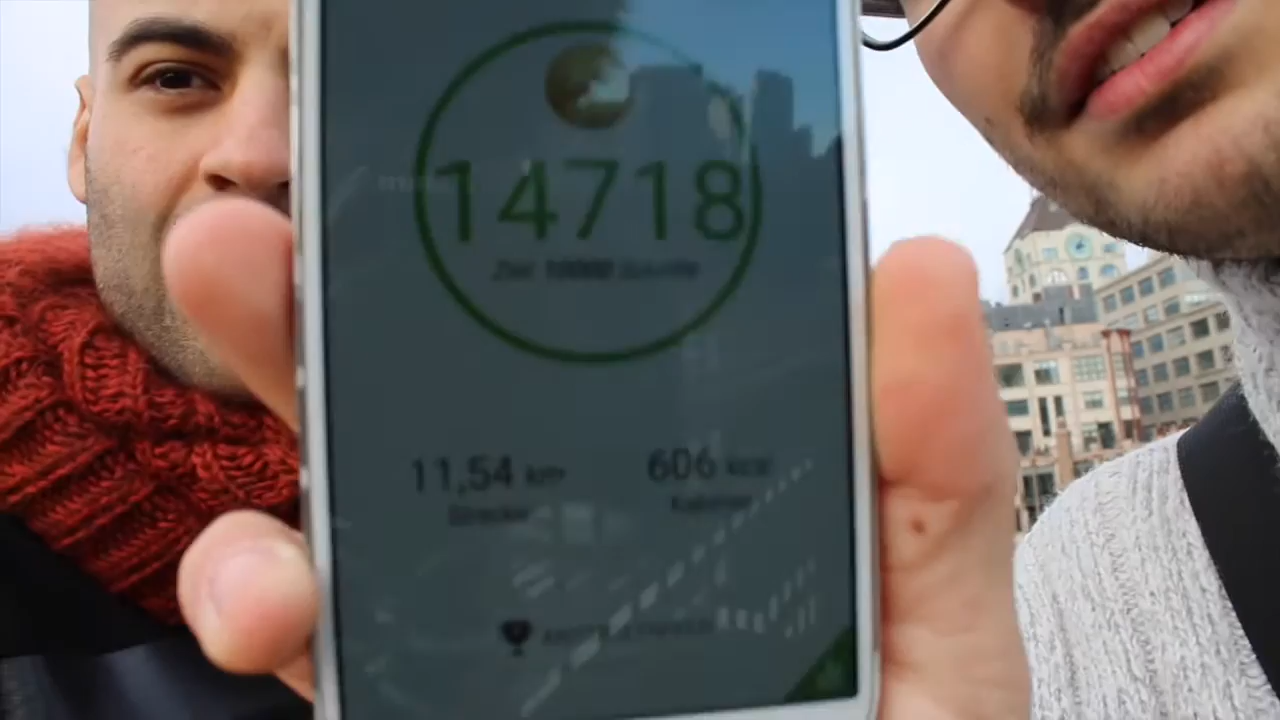 14718
Ziel: 10000 Schritte
11,54 km
606 kcal
Strecke
Kalorien